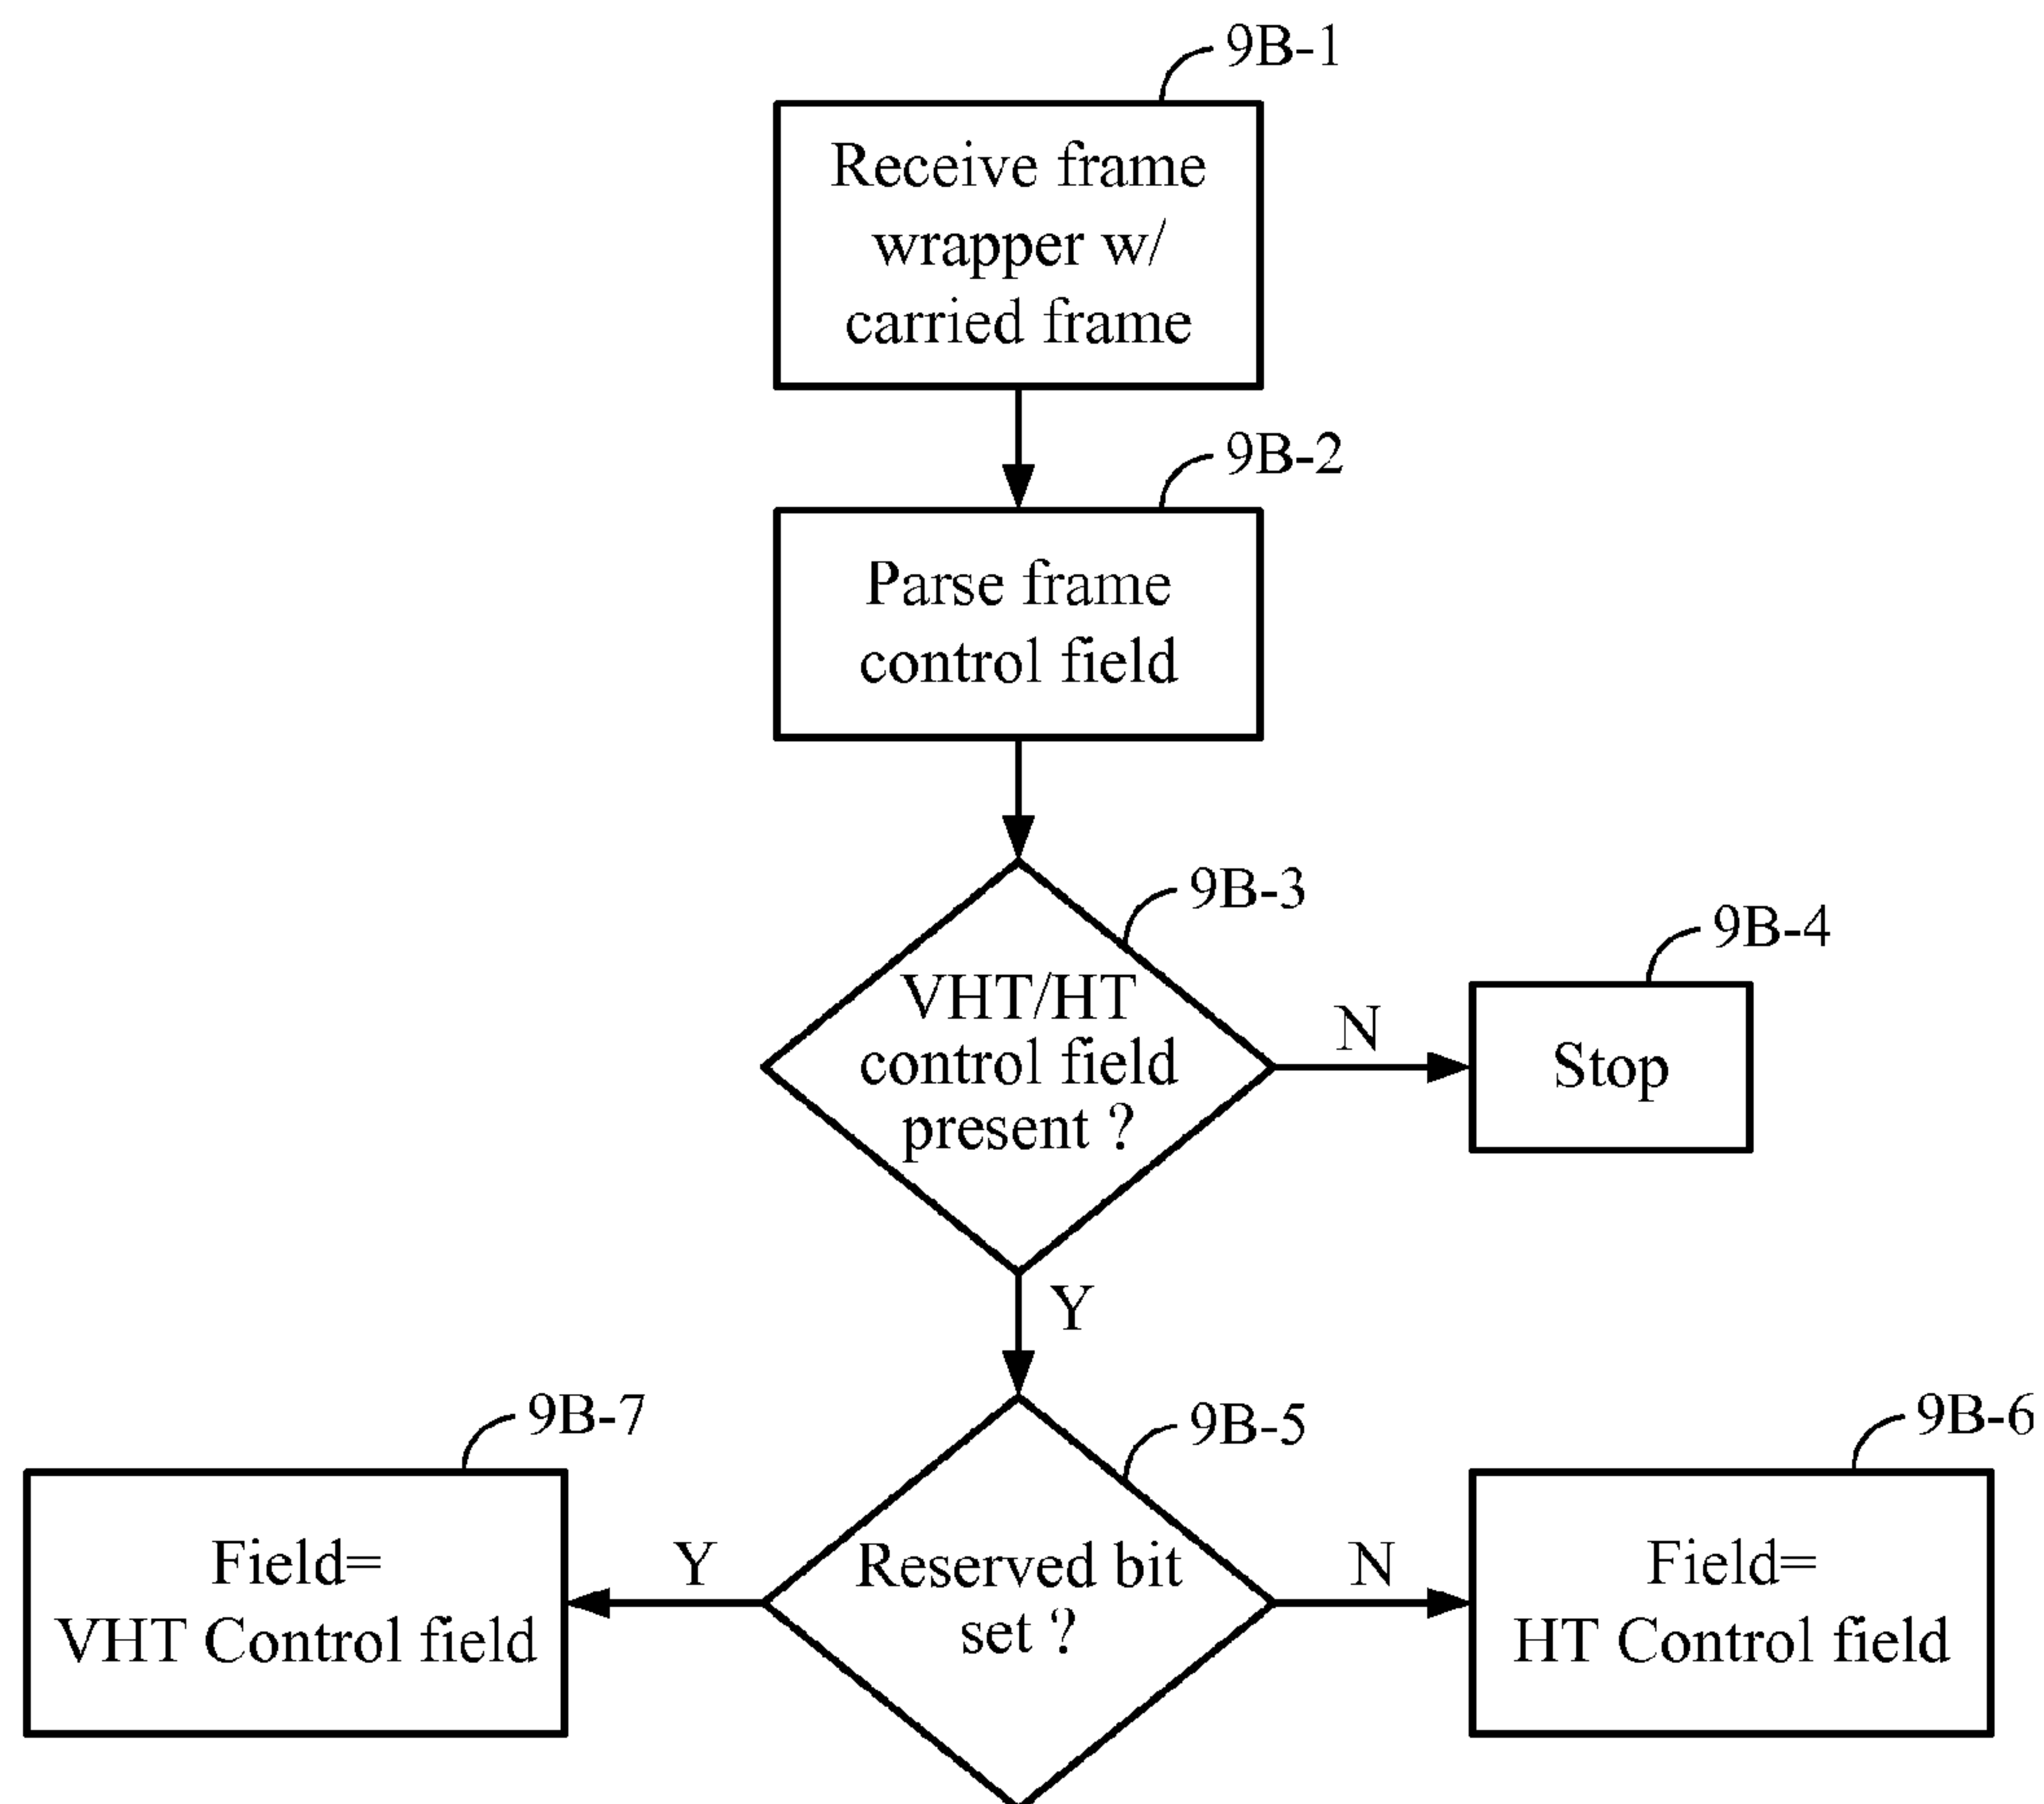 9B-1
Receive frame
wrapper w/
carried frame
9B-2
Parse frame
control field
9B-3
VHT/HT
control field
present ?
N
9B-4
Stop
Y
9B-5
Reserved bit
set ?
N
9B-6
Field=
HT Control field
Y
9B-7
Field=
VHT Control field